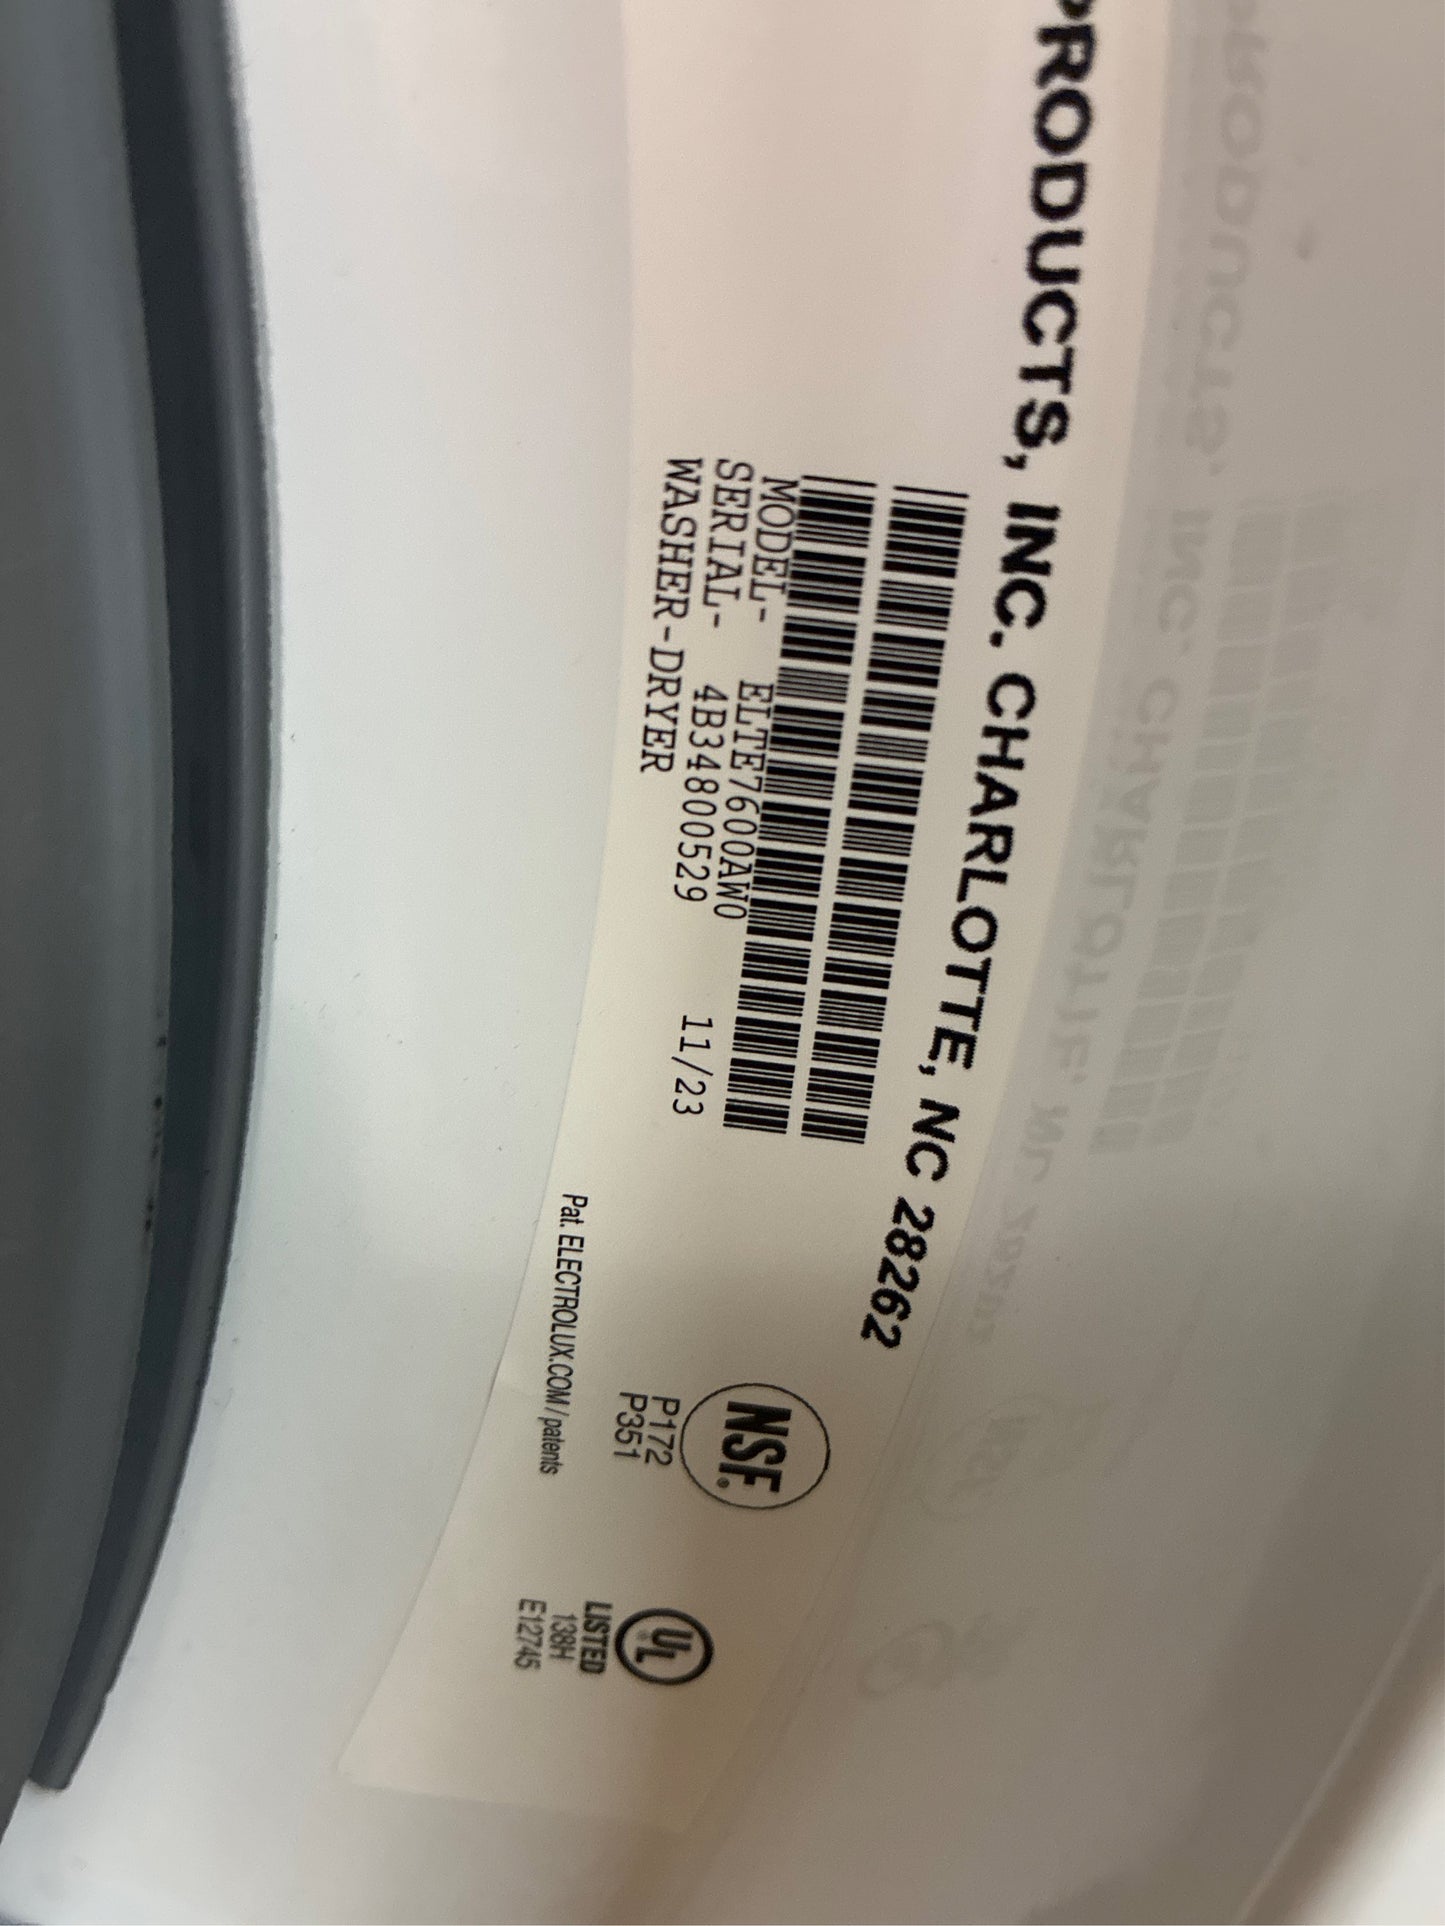 PRODUCTS, INC. CHARLOTTE, NC 28262
MODEL- ELTE7600AW0
SERIAL- 4B34800529 11/23
WASHER-DRYER
NSF.
P172
P351
Pat. ELECTROLUX.COM/patents
UL
LISTED
138H
E12745